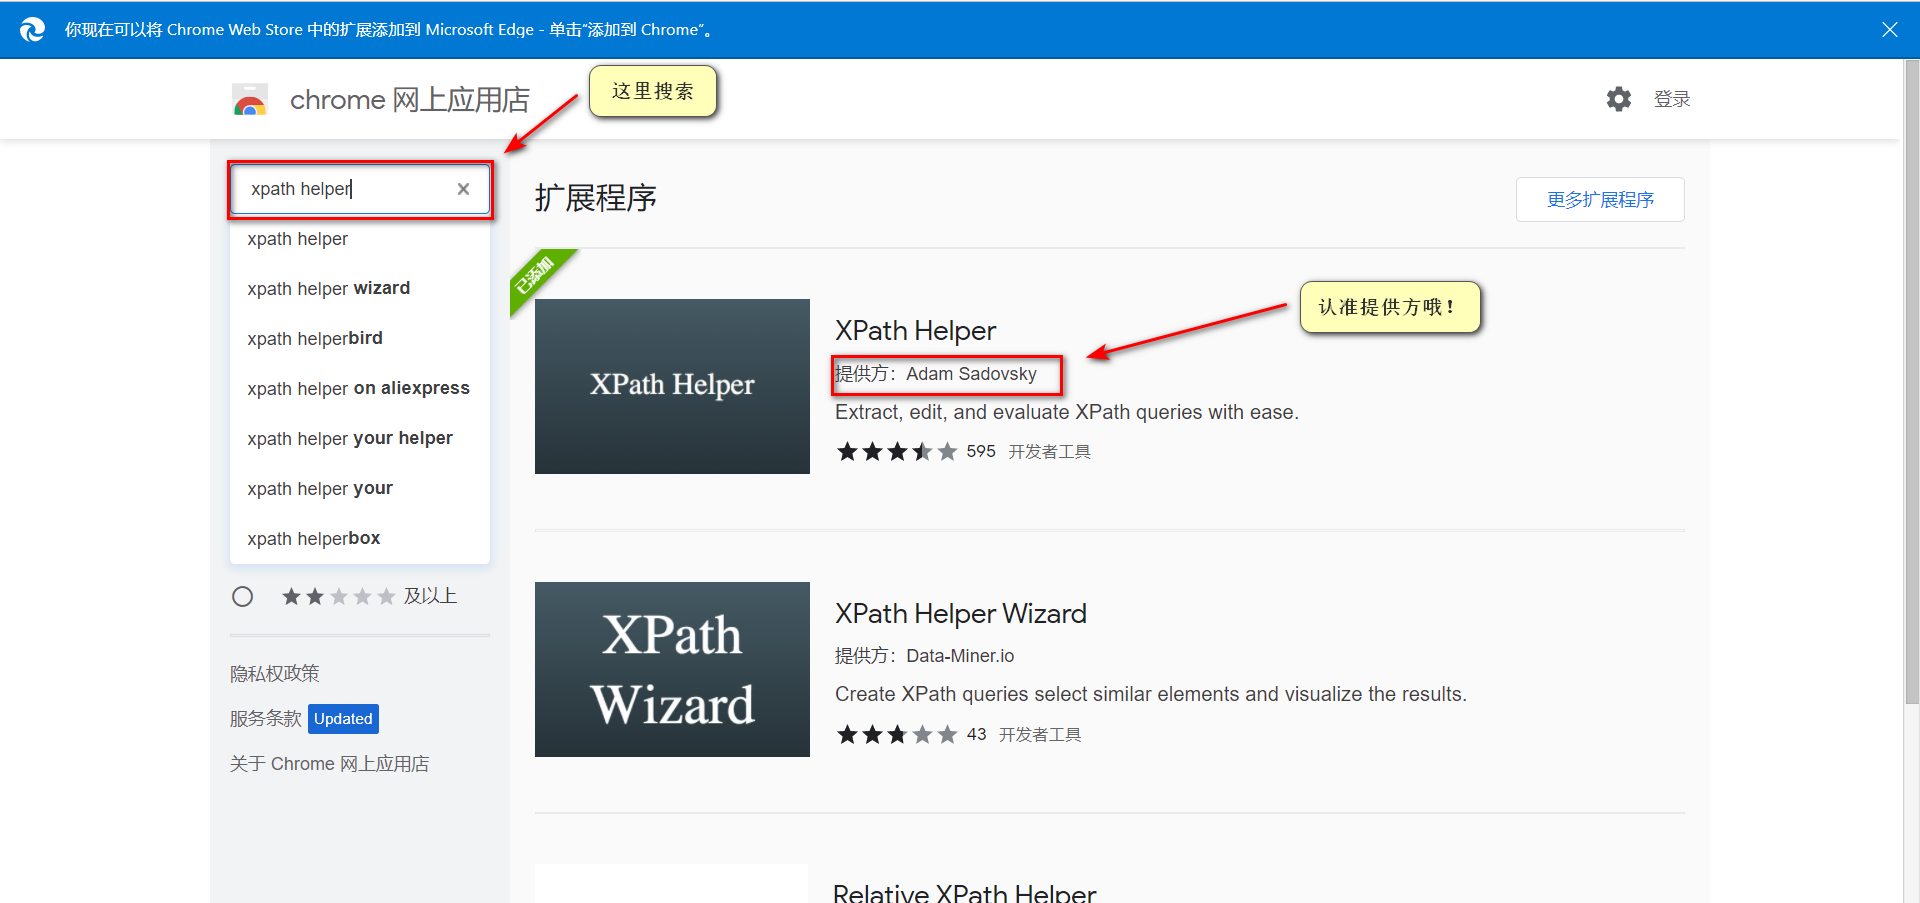 你现在可以将 Chrome Web Store 中的扩展添加到 Microsoft Edge - 单击“添加到 Chrome”。
chrome 网上应用店
这里搜索
登录
xpath helper
xpath helper
xpath helper wizard
xpath helperbird
xpath helper on aliexpress
xpath helper your helper
xpath helper your
xpath helperbox
及以上
隐私权政策
服务条款 Updated
关于 Chrome 网上应用店
扩展程序
更多扩展程序
已添加
XPath Helper
XPath Helper
提供方： Adam Sadovsky
认准提供方哦！
Extract, edit, and evaluate XPath queries with ease.
595 开发者工具
XPath
Wizard
XPath Helper Wizard
提供方： Data-Miner.io
Create XPath queries select similar elements and visualize the results.
43 开发者工具
Relative XPath Helper